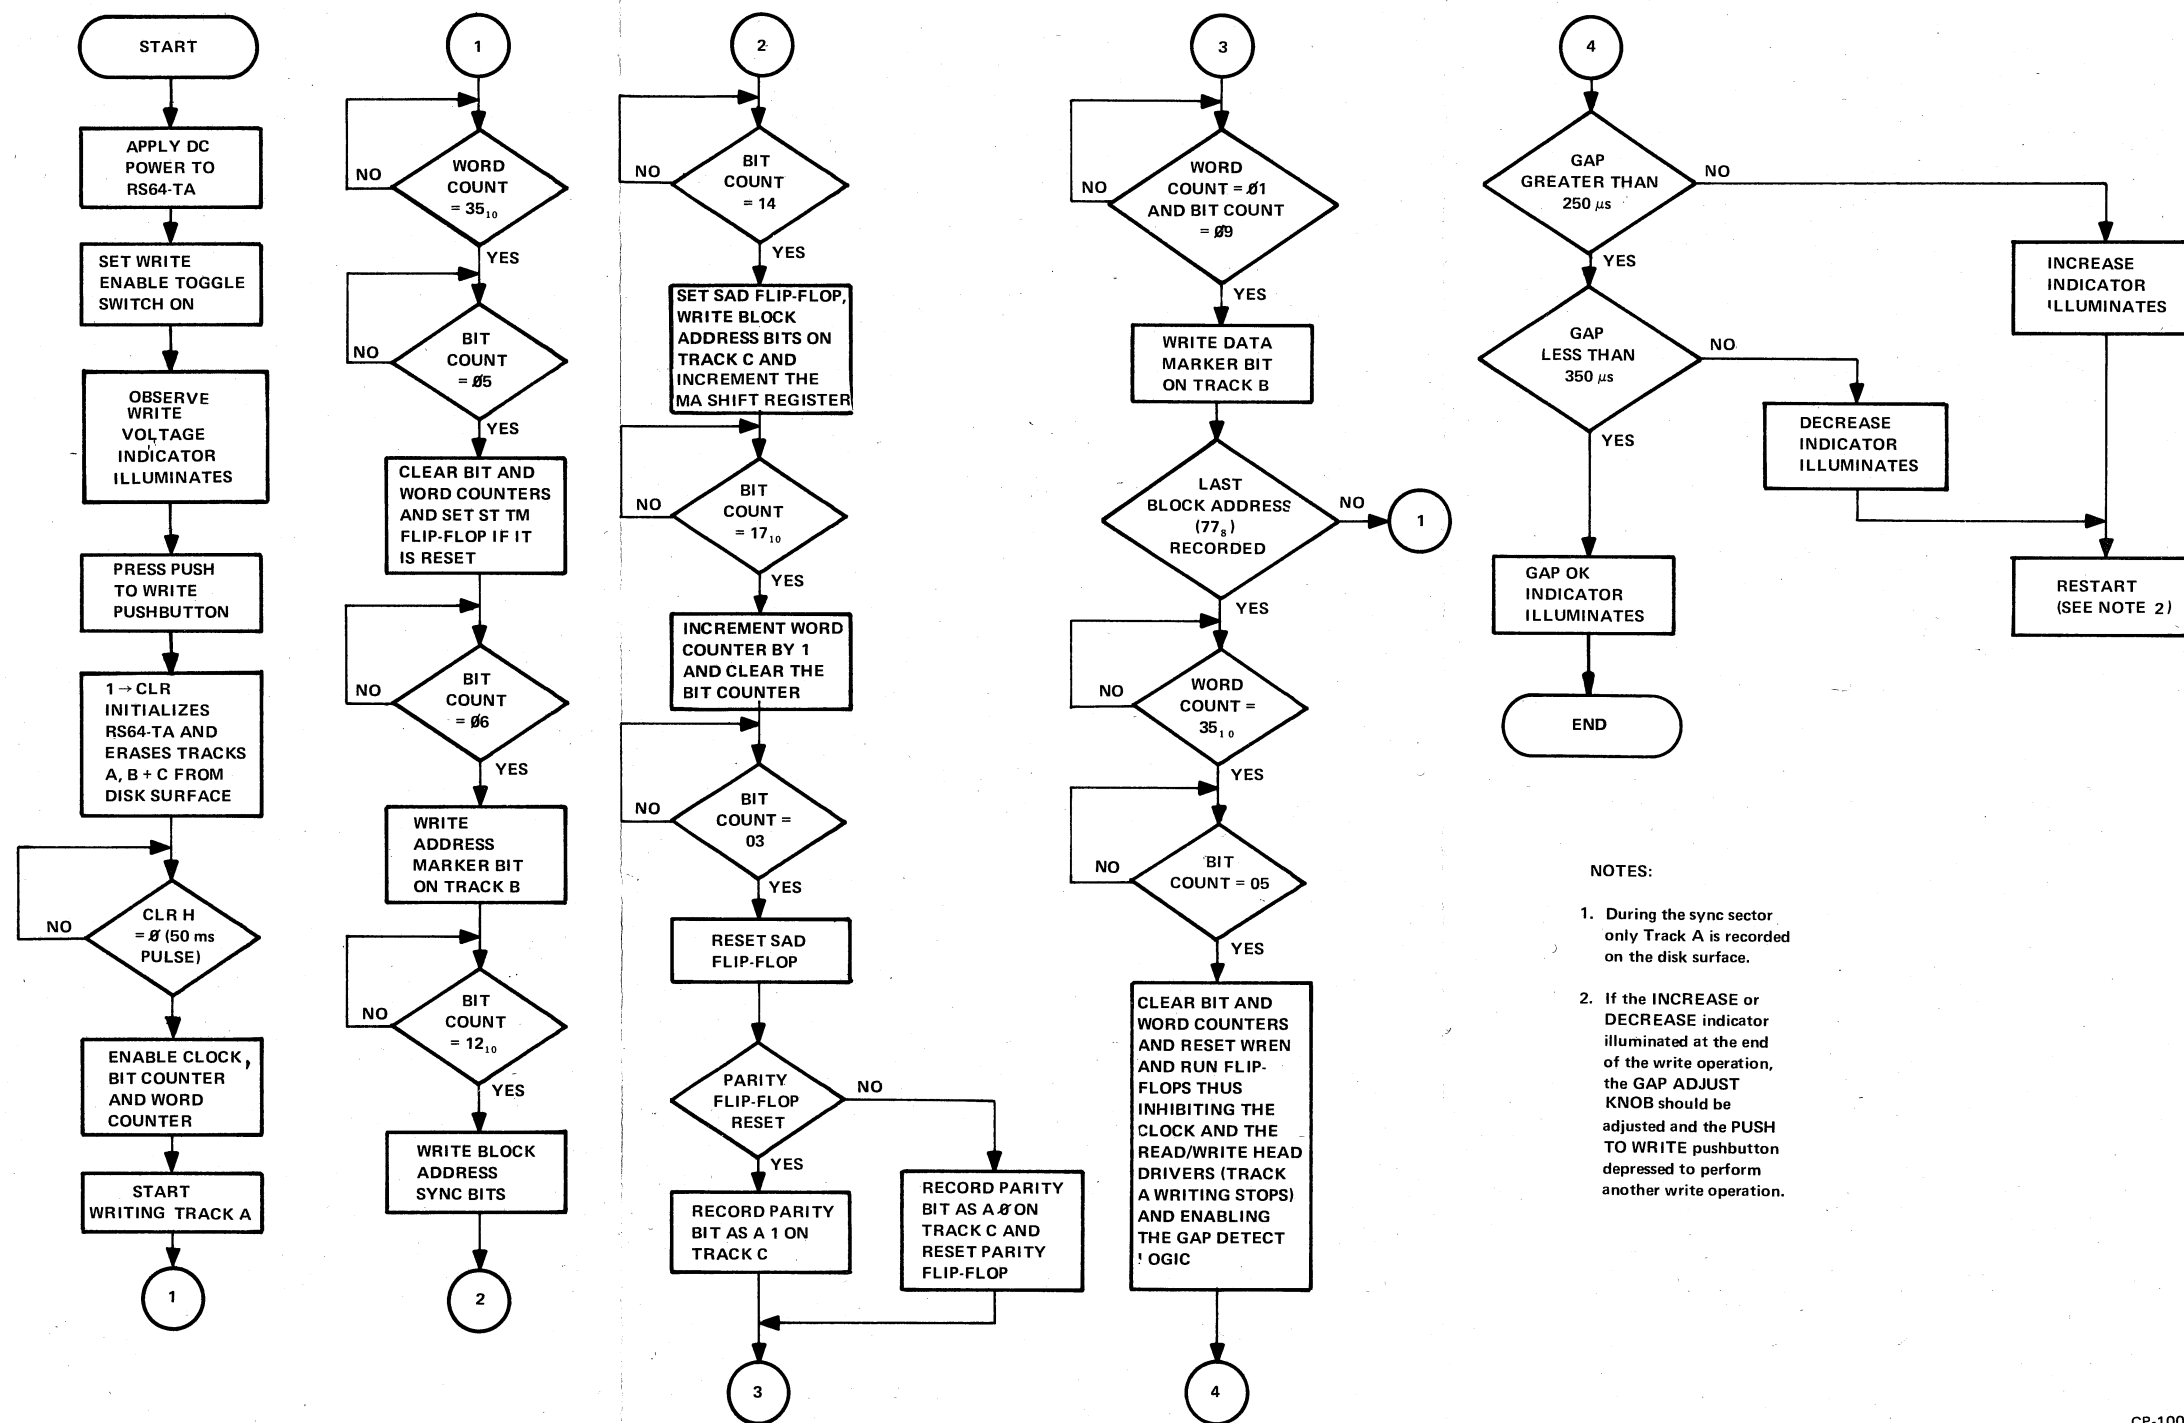 START
APPLY DC
POWER TO
RS64-TA
SET WRITE
ENABLE TOGGLE
SWITCH ON
OBSERVE
WRITE
VOLTAGE
INDICATOR
ILLUMINATES
PRESS PUSH
TO WRITE
PUSHBUTTON
1→CLR
INITIALIZES
RS64-TA AND
ERASES TRACKS
A, B + C FROM
DISK SURFACE
CLR H
= Ø (50 ms
PULSE)
NO
ENABLE CLOCK,
BIT COUNTER
AND WORD
COUNTER
START
WRITING TRACK A
1
1
WORD
COUNT
= 35₁₀
NO
YES
BIT
COUNT
= Ø5
NO
YES
CLEAR BIT AND
WORD COUNTERS
AND SET ST TM
FLIP-FLOP IF IT
IS RESET
BIT
COUNT
= Ø6
NO
YES
WRITE
ADDRESS
MARKER BIT
ON TRACK B
BIT
COUNT
= 12₁₀
NO
YES
WRITE BLOCK
ADDRESS
SYNC BITS
2
2
BIT
COUNT
= 14
NO
YES
SET SAD FLIP-FLOP,
WRITE BLOCK
ADDRESS BITS ON
TRACK C AND
INCREMENT THE
MA SHIFT REGISTER
BIT
COUNT
= 17₁₀
NO
YES
INCREMENT WORD
COUNTER BY 1
AND CLEAR THE
BIT COUNTER
BIT
COUNT =
03
NO
YES
RESET SAD
FLIP-FLOP
PARITY
FLIP-FLOP
RESET
NO
YES
RECORD PARITY
BIT AS A 1 ON
TRACK C
RECORD PARITY
BIT AS A Ø ON
TRACK C AND
RESET PARITY
FLIP-FLOP
3
3
WORD
COUNT = Ø1
AND BIT COUNT
= Ø9
NO
YES
WRITE DATA
MARKER BIT
ON TRACK B
LAST
BLOCK ADDRESS
(77₈)
RECORDED
NO
1
YES
WORD
COUNT =
35₁₀
NO
YES
BIT
COUNT = 05
NO
YES
CLEAR BIT AND
WORD COUNTERS
AND RESET WREN
AND RUN FLIP-
FLOPS THUS
INHIBITING THE
CLOCK AND THE
READ/WRITE HEAD
DRIVERS (TRACK
A WRITING STOPS)
AND ENABLING
THE GAP DETECT
LOGIC
4
4
GAP
GREATER THAN
250 μs
NO
YES
GAP
LESS THAN
350 μs
NO
YES
INCREASE
INDICATOR
ILLUMINATES
DECREASE
INDICATOR
ILLUMINATES
GAP OK
INDICATOR
ILLUMINATES
RESTART
(SEE NOTE 2)
END
NOTES:
1. During the sync sector
only Track A is recorded
on the disk surface.
2. If the INCREASE or
DECREASE indicator
illuminated at the end
of the write operation,
the GAP ADJUST
KNOB should be
adjusted and the PUSH
TO WRITE pushbutton
depressed to perform
another write operation.